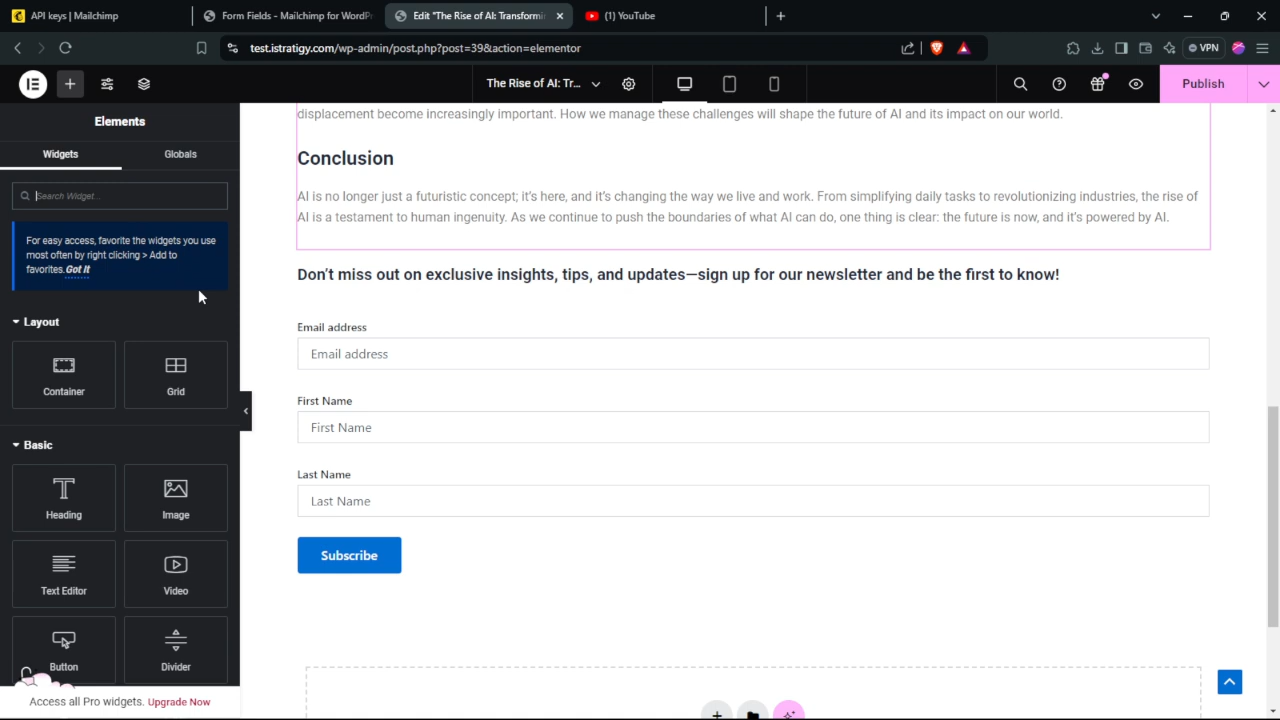 API keys | Mailchimp
Form Fields - Mailchimp for WordPr
Edit "The Rise of AI: Transformi
(1) YouTube
test.istratigy.com/wp-admin/post.php?post=39&action=elementor
VPN
The Rise of AI: Tr...
Publish
Elements
Widgets
Globals
Search Widget...
For easy access, favorite the widgets you use
most often by right clicking > Add to
favorites. Got It
Layout
Container
Grid
Basic
Heading
Image
Text Editor
Video
Button
Divider
Access all Pro widgets. Upgrade Now
displacement become increasingly important. How we manage these challenges will shape the future of AI and its impact on our world.
Conclusion
AI is no longer just a futuristic concept; it's here, and it's changing the way we live and work. From simplifying daily tasks to revolutionizing industries, the rise of
AI is a testament to human ingenuity. As we continue to push the boundaries of what AI can do, one thing is clear: the future is now, and it's powered by AI.
Don't miss out on exclusive insights, tips, and updates—sign up for our newsletter and be the first to know!
Email address
Email address
First Name
First Name
Last Name
Last Name
Subscribe